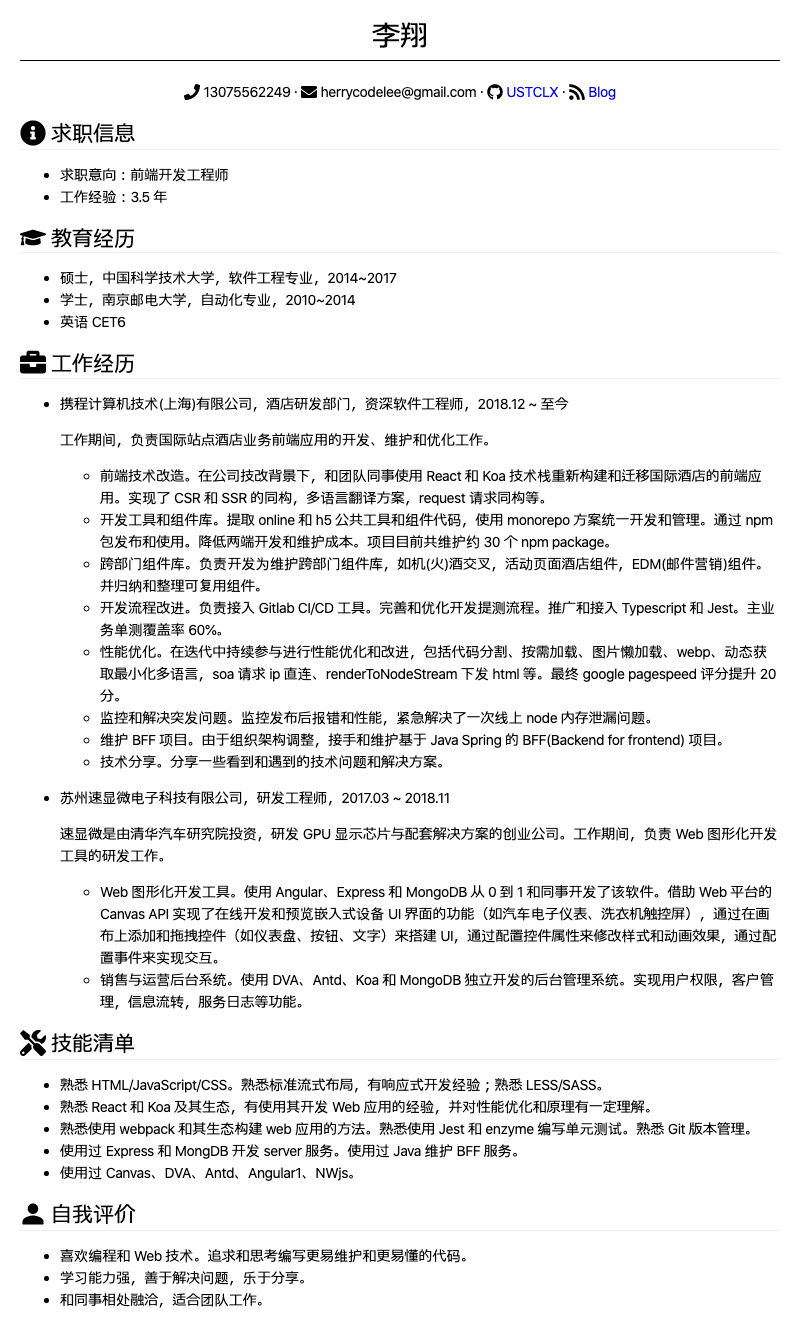 李翔
13075562249 · herrycodelee@gmail.com · USTCLX · Blog
求职信息
• 求职意向：前端开发工程师
• 工作经验：3.5 年
教育经历
• 硕士，中国科学技术大学，软件工程专业，2014~2017
• 学士，南京邮电大学，自动化专业，2010~2014
• 英语 CET6
工作经历
• 携程计算机技术(上海)有限公司，酒店研发部门，资深软件工程师，2018.12 ~ 至今
工作期间，负责国际站点酒店业务前端应用的开发、维护和优化工作。
◦ 前端技术改造。在公司技改背景下，和团队同事使用 React 和 Koa 技术栈重新构建和迁移国际酒店的前端应
用。实现了 CSR 和 SSR 的同构，多语言翻译方案，request 请求同构等。
◦ 开发工具和组件库。提取 online 和 h5 公共工具和组件代码，使用 monorepo 方案统一开发和管理。通过 npm
包发布和使用。降低两端开发和维护成本。项目目前共维护约 30 个 npm package。
◦ 跨部门组件库。负责开发为维护跨部门组件库，如机(火)酒交叉，活动页面酒店组件，EDM(邮件营销)组件。
并归纳和整理可复用组件。
◦ 开发流程改进。负责接入 Gitlab CI/CD 工具。完善和优化开发提测流程。推广和接入 Typescript 和 Jest。主业
务单测覆盖率 60%。
◦ 性能优化。在迭代中持续参与进行性能优化和改进，包括代码分割、按需加载、图片懒加载、webp、动态获
取最小化多语言，soa 请求 ip 直连、renderToNodeStream 下发 html 等。最终 google pagespeed 评分提升 20
分。
◦ 监控和解决突发问题。监控发布后报错和性能，紧急解决了一次线上 node 内存泄漏问题。
◦ 维护 BFF 项目。由于组织架构调整，接手和维护基于 Java Spring 的 BFF(Backend for frontend) 项目。
◦ 技术分享。分享一些看到和遇到的技术问题和解决方案。
• 苏州速显微电子科技有限公司，研发工程师，2017.03 ~ 2018.11
速显微是由清华汽车研究院投资，研发 GPU 显示芯片与配套解决方案的创业公司。工作期间，负责 Web 图形化开发
工具的研发工作。
◦ Web 图形化开发工具。使用 Angular、Express 和 MongoDB 从 0 到 1 和同事开发了该软件。借助 Web 平台的
Canvas API 实现了在线开发和预览嵌入式设备 UI 界面的功能（如汽车电子仪表、洗衣机触控屏），通过在画
布上添加和拖拽控件（如仪表盘、按钮、文字）来搭建 UI，通过配置控件属性来修改样式和动画效果，通过配
置事件来实现交互。
◦ 销售与运营后台系统。使用 DVA、Antd、Koa 和 MongoDB 独立开发的后台管理系统。实现用户权限，客户管
理，信息流转，服务日志等功能。
技能清单
• 熟悉 HTML/JavaScript/CSS。熟悉标准流式布局，有响应式开发经验；熟悉 LESS/SASS。
• 熟悉 React 和 Koa 及其生态，有使用其开发 Web 应用的经验，并对性能优化和原理有一定理解。
• 熟悉使用 webpack 和其生态构建 web 应用的方法。熟悉使用 Jest 和 enzyme 编写单元测试。熟悉 Git 版本管理。
• 使用过 Express 和 MongDB 开发 server 服务。使用过 Java 维护 BFF 服务。
• 使用过 Canvas、DVA、Antd、Angular1、NWjs。
自我评价
• 喜欢编程和 Web 技术。追求和思考编写更易维护和更易懂的代码。
• 学习能力强，善于解决问题，乐于分享。
• 和同事相处融洽，适合团队工作。